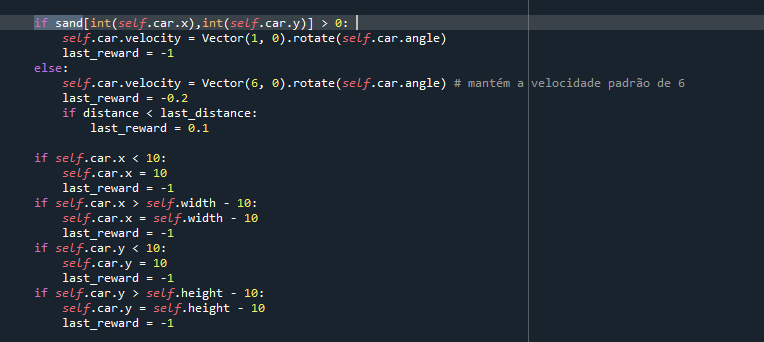 if sand[int(self.car.x),int(self.car.y)] > 0:
self.car.velocity = Vector(1, 0).rotate(self.car.angle)
last_reward = -1
else:
self.car.velocity = Vector(6, 0).rotate(self.car.angle) # mantém a velocidade padrão de 6
last_reward = -0.2
if distance < last_distance:
last_reward = 0.1
if self.car.x < 10:
self.car.x = 10
last_reward = -1
if self.car.x > self.width - 10:
self.car.x = self.width - 10
last_reward = -1
if self.car.y < 10:
self.car.y = 10
last_reward = -1
if self.car.y > self.height - 10:
self.car.y = self.height - 10
last_reward = -1